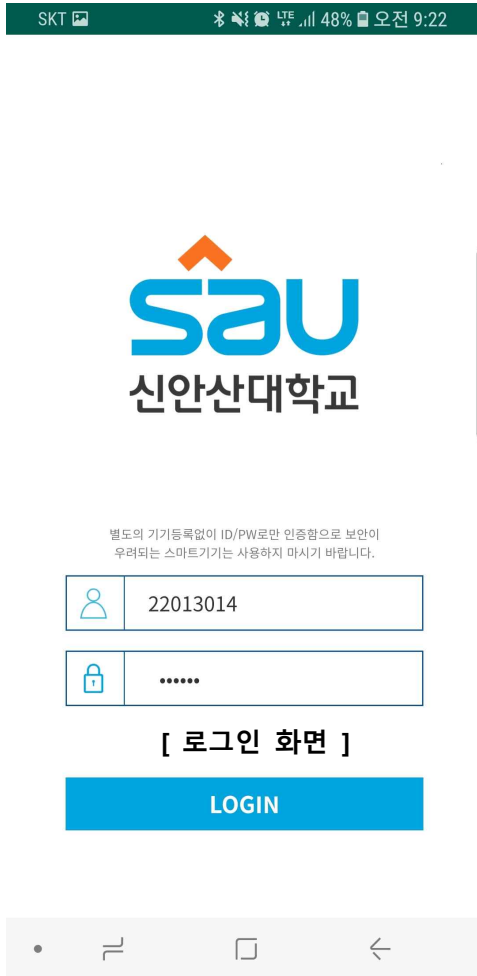 SKT LTE 48% 오전 9:22
sau
신안산대학교
별도의 기기등록없이 ID/PW로만 인증함으로 보안이
우려되는 스마트기기는 사용하지 마시기 바랍니다.
22013014
••••••
[ 로그인 화면 ]
LOGIN